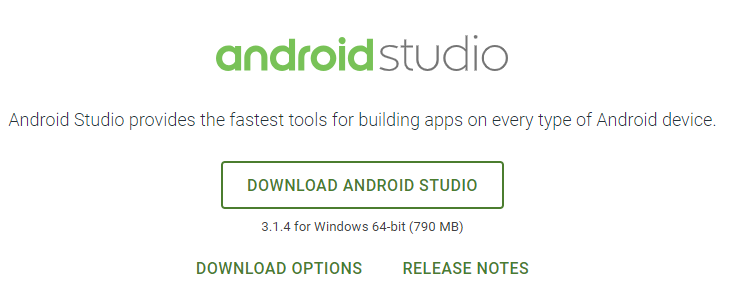 androidstudio
Android Studio provides the fastest tools for building apps on every type of Android device.
DOWNLOAD ANDROID STUDIO
3.1.4 for Windows 64-bit (790 MB)
DOWNLOAD OPTIONS RELEASE NOTES